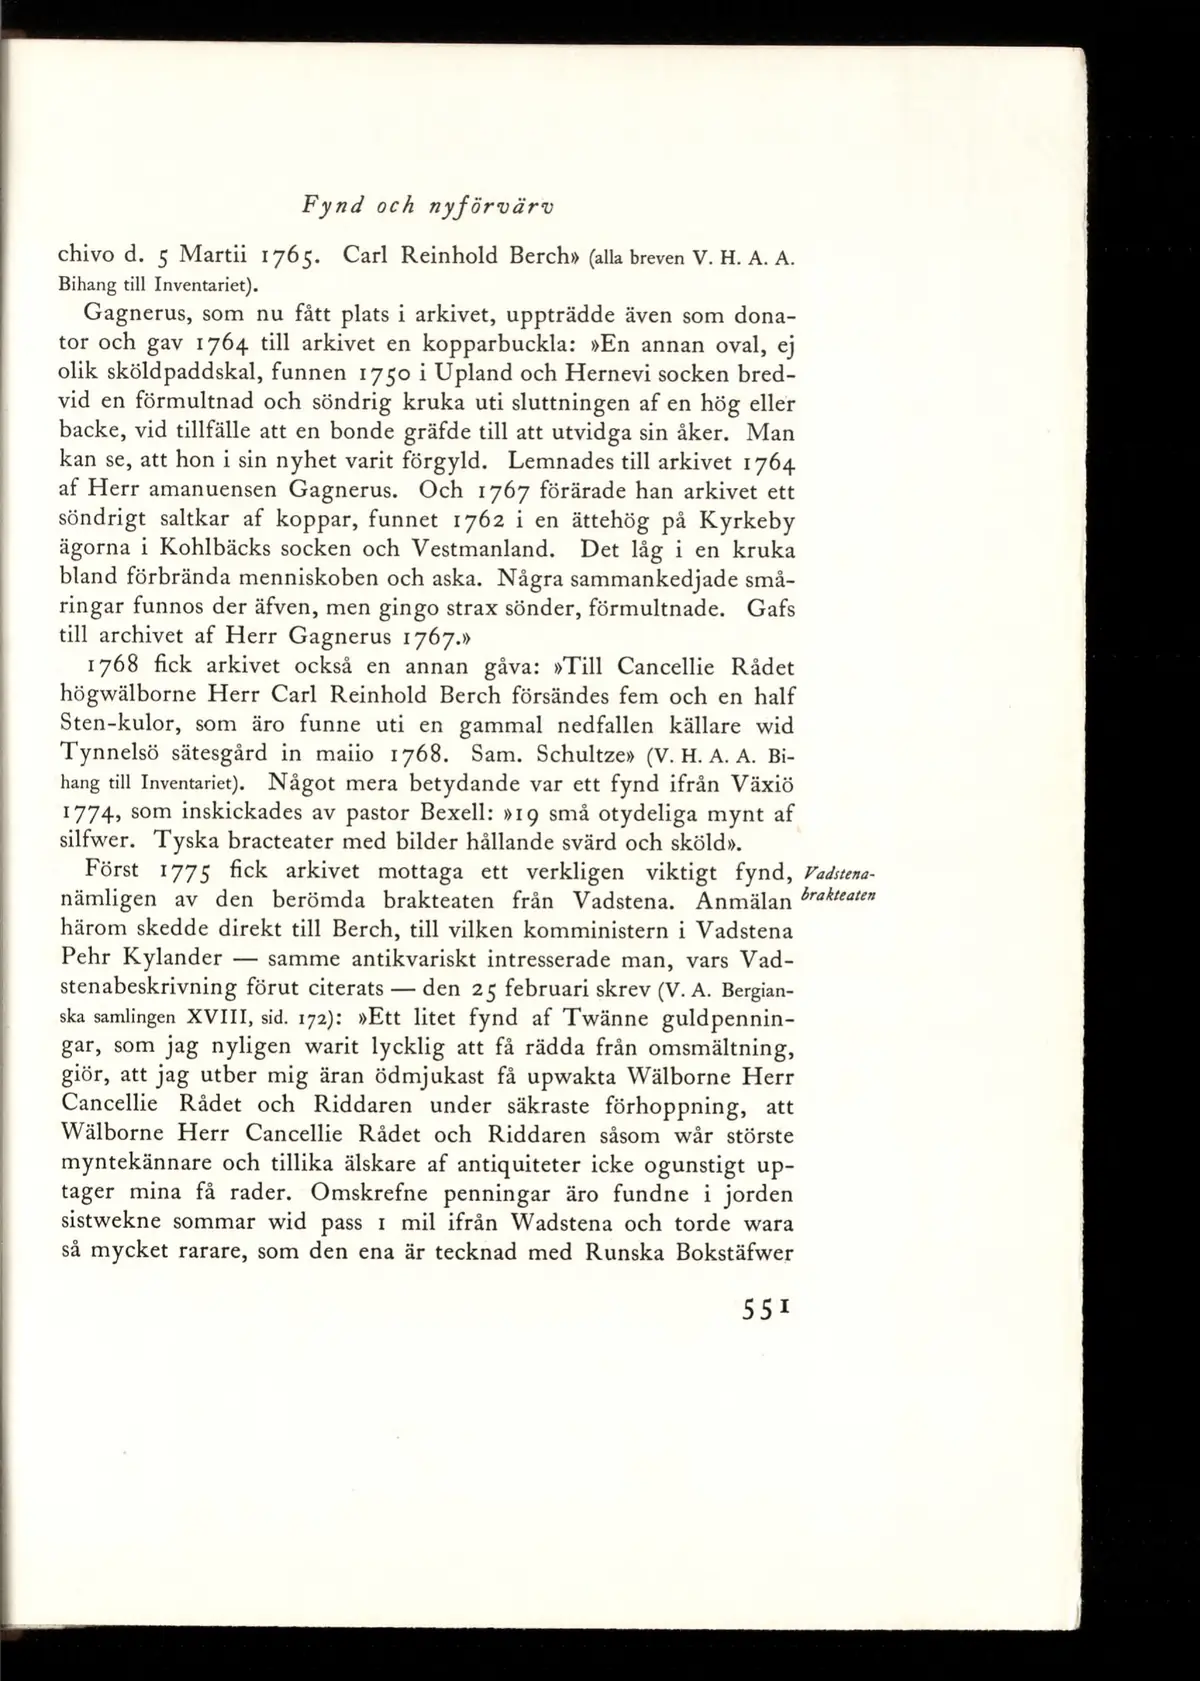 Fynd och nyförvärv
chivo d. 5 Martii 1765. Carl Reinhold Berch» (alla breven V. H. A. A.
Bihang till Inventariet).
Gagnerus, som nu fått plats i arkivet, uppträdde även som dona-
tor och gav 1764 till arkivet en kopparbuckla: »En annan oval, ej
olik sköldpaddskal, funnen 1750 i Upland och Hernevi socken bred-
vid en förmultnad och söndrig kruka uti sluttningen af en hög eller
backe, vid tillfälle att en bonde gräfde till att utvidga sin åker. Man
kan se, att hon i sin nyhet varit förgyld. Lemnades till arkivet 1764
af Herr amanuensen Gagnerus. Och 1767 förärade han arkivet ett
söndrigt saltkar af koppar, funnet 1762 i en ättehög på Kyrkeby
ägorna i Kohlbäcks socken och Vestmanland. Det låg i en kruka
bland förbrända menniskoben och aska. Några sammankedjade små-
ringar funnos der äfven, men gingo strax sönder, förmultnade. Gafs
till archivet af Herr Gagnerus 1767.»
1768 fick arkivet också en annan gåva: »Till Cancellie Rådet
högwälborne Herr Carl Reinhold Berch försändes fem och en half
Sten-kulor, som äro funne uti en gammal nedfallen källare wid
Tynnelsö sätesgård in maiio 1768. Sam. Schultze» (V. H. A. A. Bi-
hang till Inventariet). Något mera betydande var ett fynd ifrån Växiö
1774, som inskickades av pastor Bexell: »19 små otydeliga mynt af
silfwer. Tyska bracteater med bilder hållande svärd och sköld».
Först 1775 fick arkivet mottaga ett verkligen viktigt fynd,
nämligen av den berömda brakteaten från Vadstena. Anmälan
härom skedde direkt till Berch, till vilken komministern i Vadstena
Pehr Kylander — samme antikvariskt intresserade man, vars Vad-
stenabeskrivning förut citerats — den 25 februari skrev (V. A. Bergian-
ska samlingen XVIII, sid. 172): »Ett litet fynd af Twänne guldpennin-
gar, som jag nyligen warit lycklig att få rädda från omsmältning,
giör, att jag utber mig äran ödmjukast få upwakta Wälborne Herr
Cancellie Rådet och Riddaren under säkraste förhoppning, att
Wälborne Herr Cancellie Rådet och Riddaren såsom wår störste
myntekännare och tillika älskare af antiquiteter icke ogunstigt up-
tager mina få rader. Omskrefne penningar äro fundne i jorden
sistwekne sommar wid pass 1 mil ifrån Wadstena och torde wara
så mycket rarare, som den ena är tecknad med Runska Bokstäfwer
Vadstena-
brakteaten
551